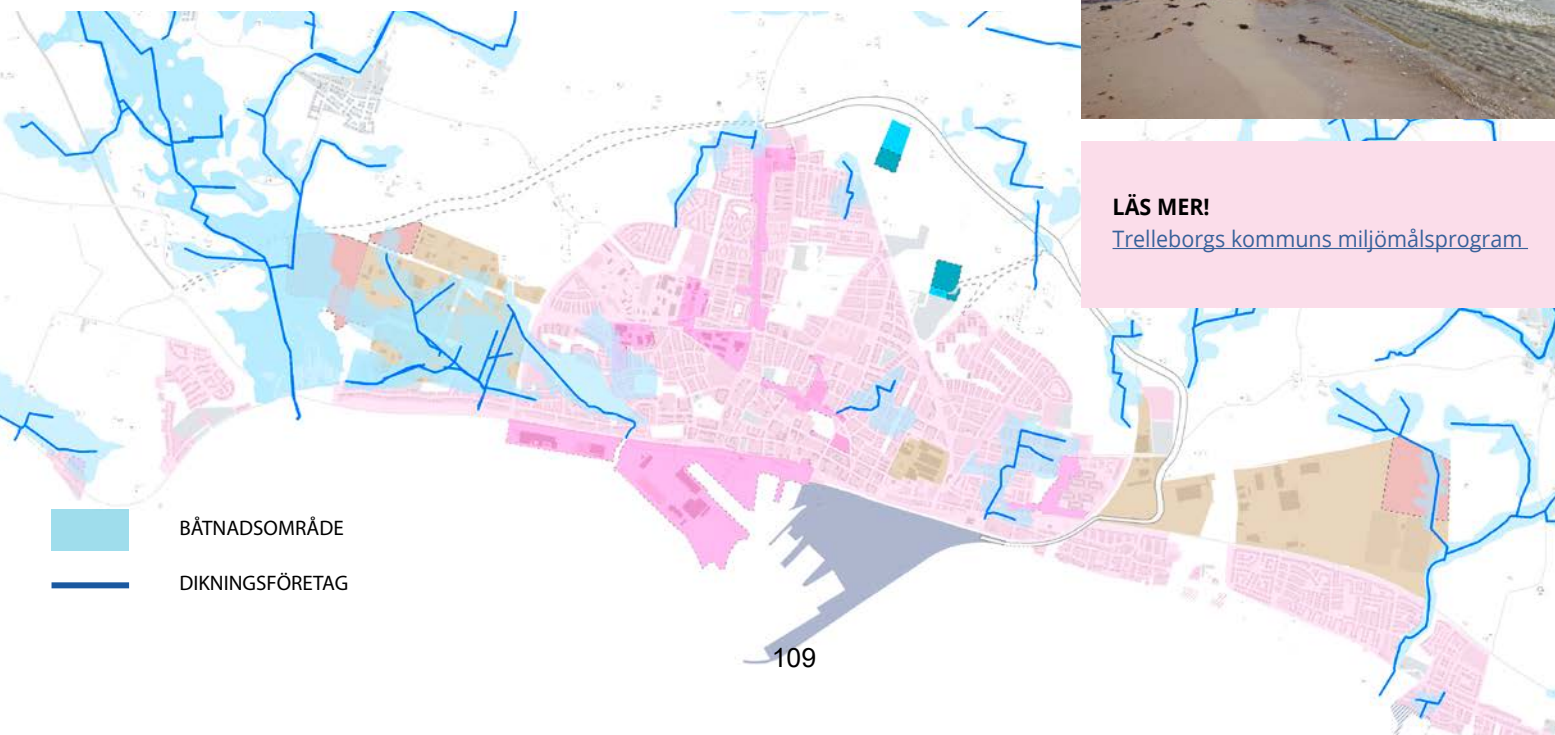 LÄS MER!
Trelleborgs kommuns miljömålsprogram
BÅTNADSOMRÅDE
DIKNINGSFÖRETAG
109